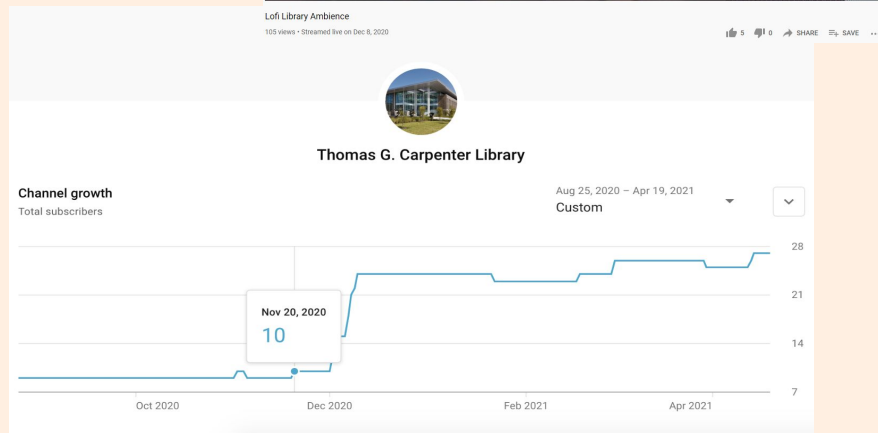 Lofi Library Ambience
105 views • Streamed live on Dec 8, 2020
5 0 SHARE SAVE ...
Thomas G. Carpenter Library
Channel growth
Total subscribers
Aug 25, 2020 – Apr 19, 2021
Custom
28
21
14
7
Nov 20, 2020
10
Oct 2020 Dec 2020 Feb 2021 Apr 2021